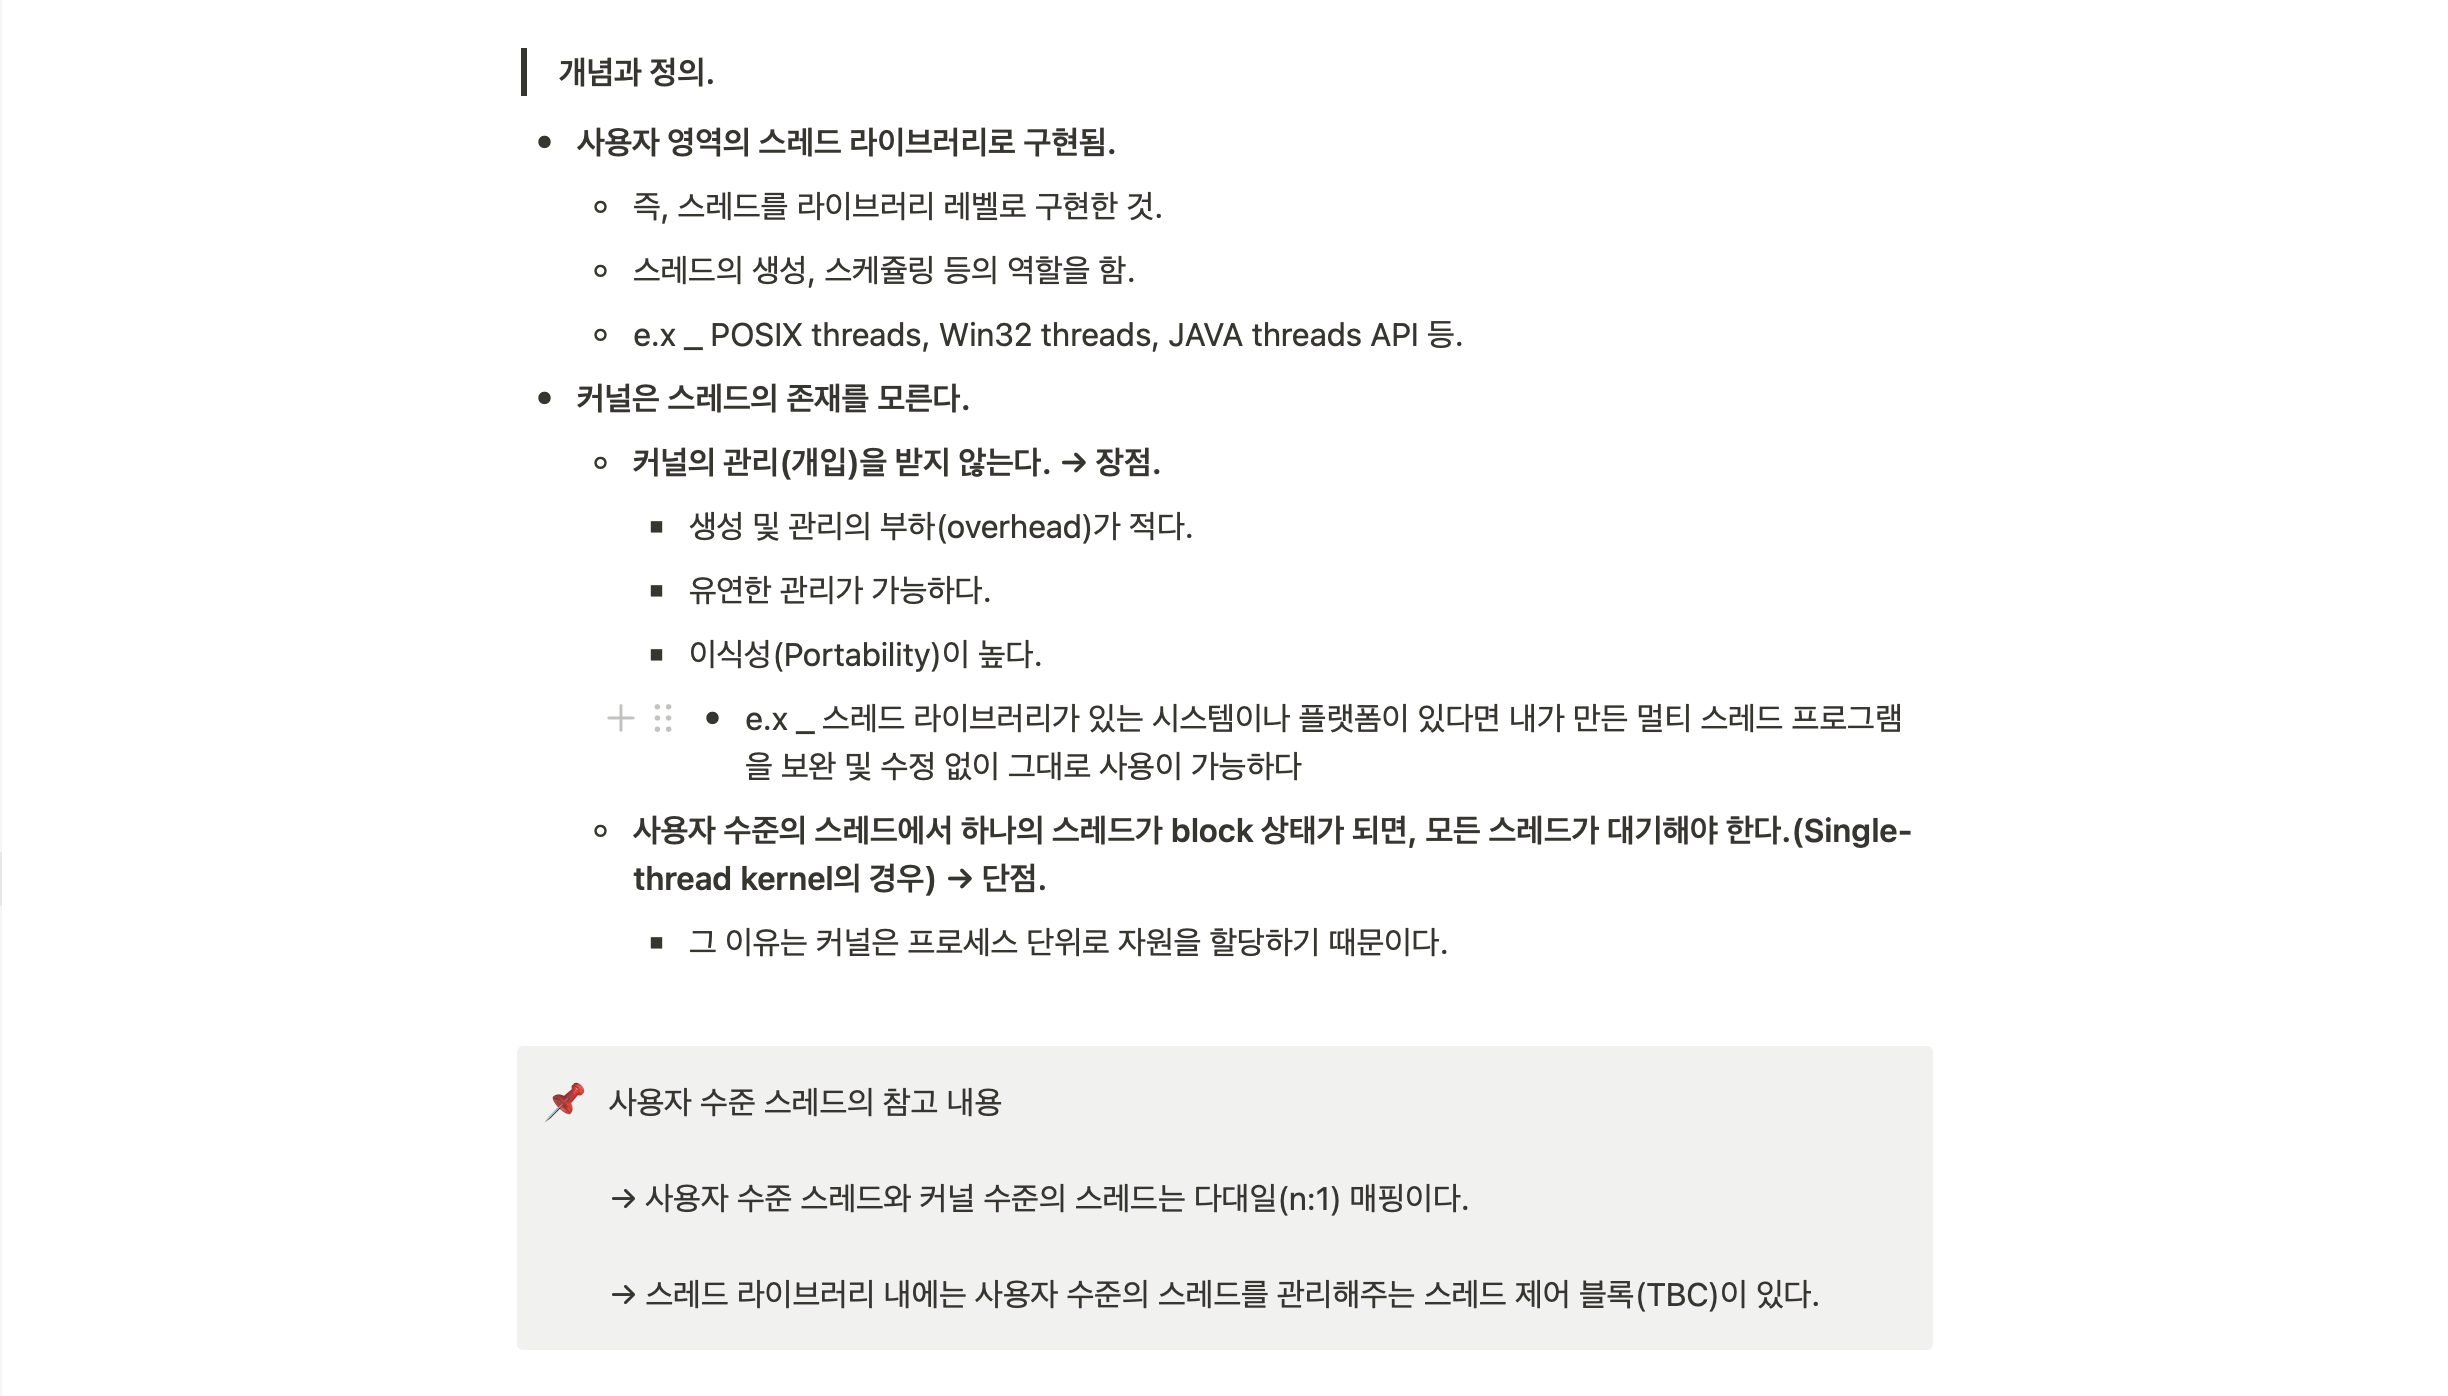 개념과 정의.
사용자 영역의 스레드 라이브러리로 구현됨.
즉, 스레드를 라이브러리 레벨로 구현한 것.
스레드의 생성, 스케쥴링 등의 역할을 함.
e.x _ POSIX threads, Win32 threads, JAVA threads API 등.
커널은 스레드의 존재를 모른다.
커널의 관리(개입)을 받지 않는다. → 장점.
생성 및 관리의 부하(overhead)가 적다.
유연한 관리가 가능하다.
이식성(Portability)이 높다.
e.x _ 스레드 라이브러리가 있는 시스템이나 플랫폼이 있다면 내가 만든 멀티 스레드 프로그램
을 보완 및 수정 없이 그대로 사용이 가능하다
사용자 수준의 스레드에서 하나의 스레드가 block 상태가 되면, 모든 스레드가 대기해야 한다.(Single-
thread kernel의 경우) → 단점.
그 이유는 커널은 프로세스 단위로 자원을 할당하기 때문이다.
사용자 수준 스레드의 참고 내용
→ 사용자 수준 스레드와 커널 수준의 스레드는 다대일(n:1) 매핑이다.
→ 스레드 라이브러리 내에는 사용자 수준의 스레드를 관리해주는 스레드 제어 블록(TBC)이 있다.